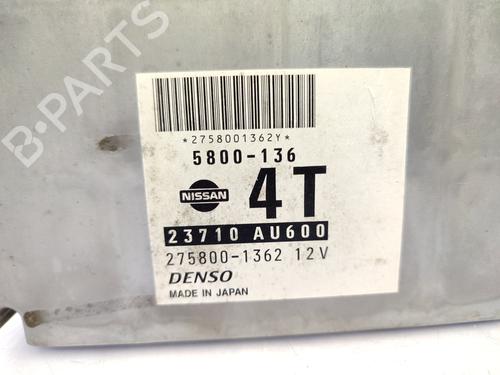 B-PARTS
*2758001362Y*
5800-136
NISSAN
4T
23710 AU600
275800-1362 12V
DENSO
MADE IN JAPAN